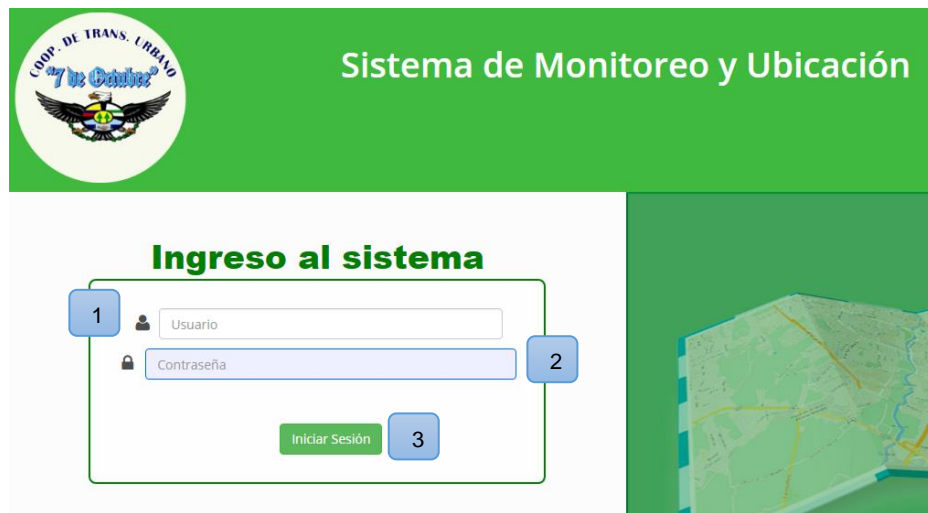 COOP. DE TRANS. URBANO
"7 de Octubre"
Sistema de Monitoreo y Ubicación
Ingreso al sistema
1
Usuario
Contraseña
2
Iniciar Sesión
3